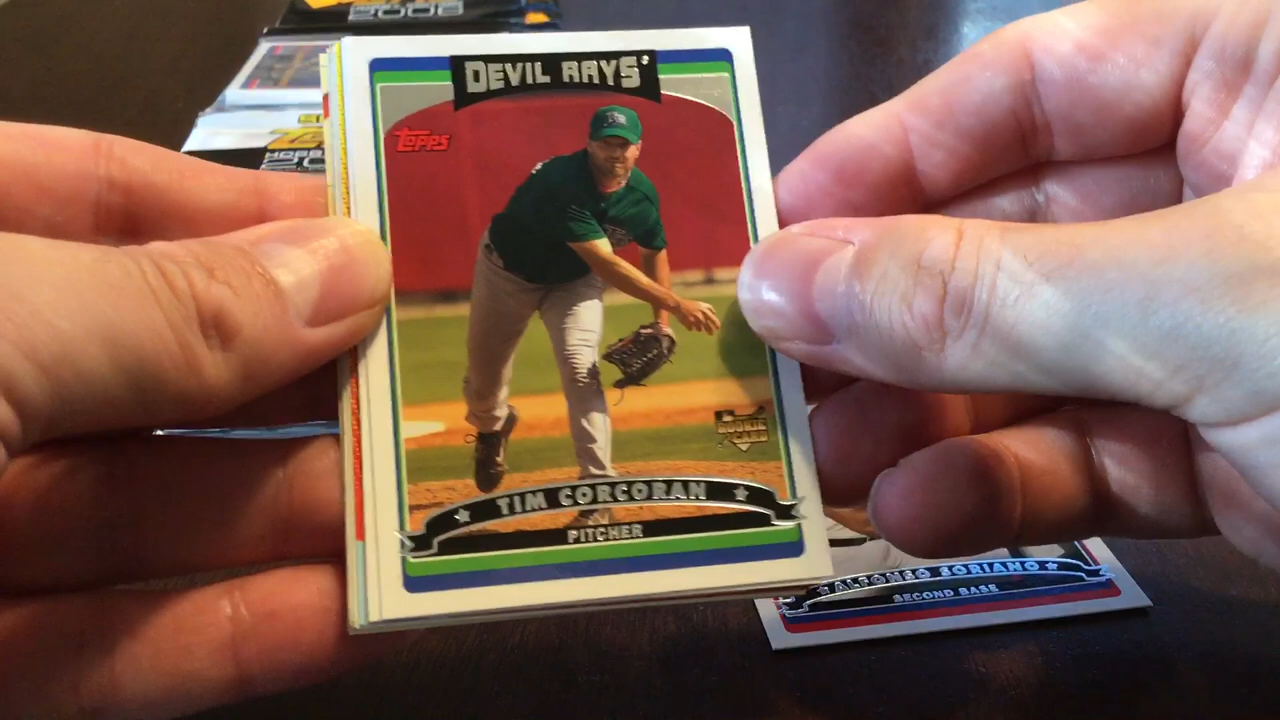 2008
DEVIL RAYS
TOPPS
ROOKIE
CARD
TIM CORCORAN
PITCHER
ALFONSO SORIANO
SECOND BASE